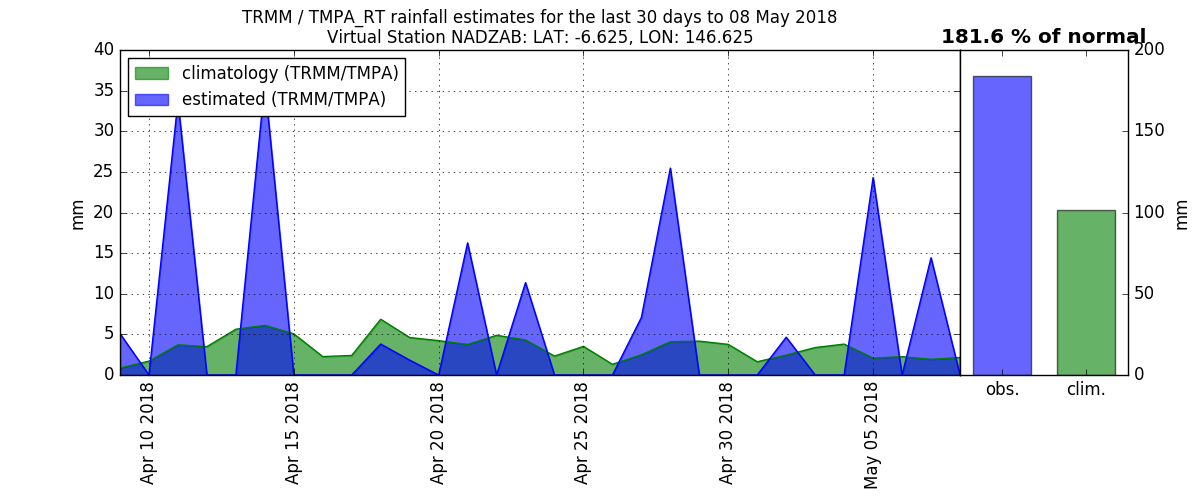 TRMM / TMPA_RT rainfall estimates for the last 30 days to 08 May 2018
Virtual Station NADZAB: LAT: -6.625, LON: 146.625
181.6 % of normal
climatology (TRMM/TMPA)
estimated (TRMM/TMPA)
40
35
30
25
20
15
10
5
0
mm
Apr 10 2018
Apr 15 2018
Apr 20 2018
Apr 25 2018
Apr 30 2018
May 05 2018
200
150
100
50
0
mm
obs.
clim.